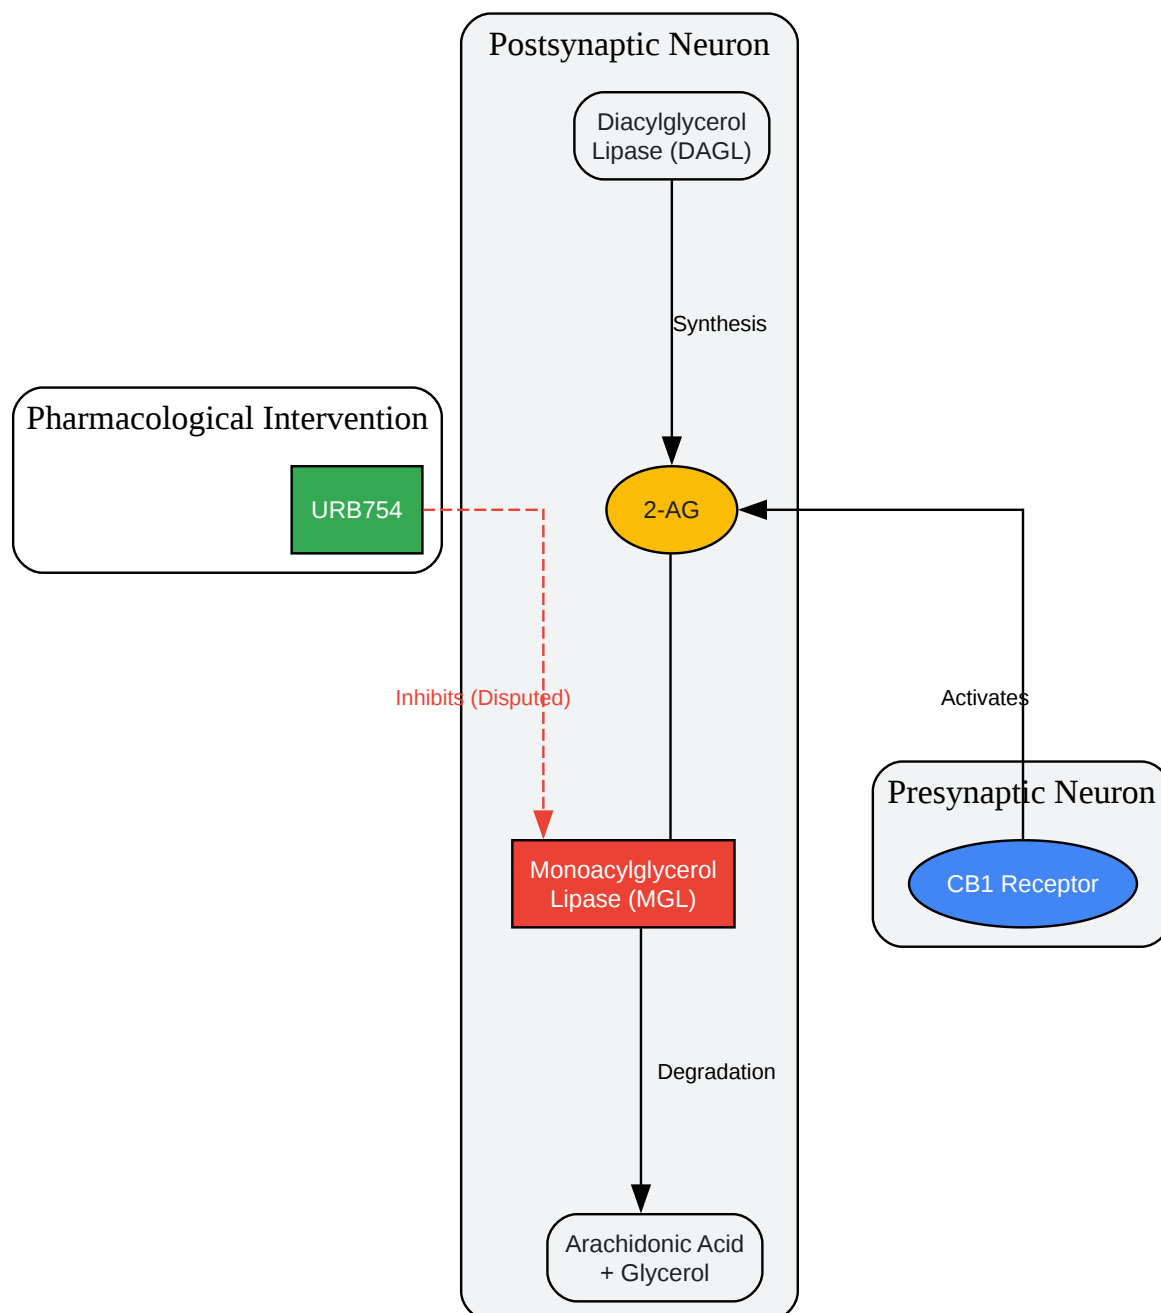 Postsynaptic Neuron
Diacylglycerol
Lipase (DAGL)
Synthesis
Pharmacological Intervention
URB754
2-AG
Inhibits (Disputed)
Activates
Presynaptic Neuron
Monoacylglycerol
Lipase (MGL)
CB1 Receptor
Degradation
Arachidonic Acid
+ Glycerol